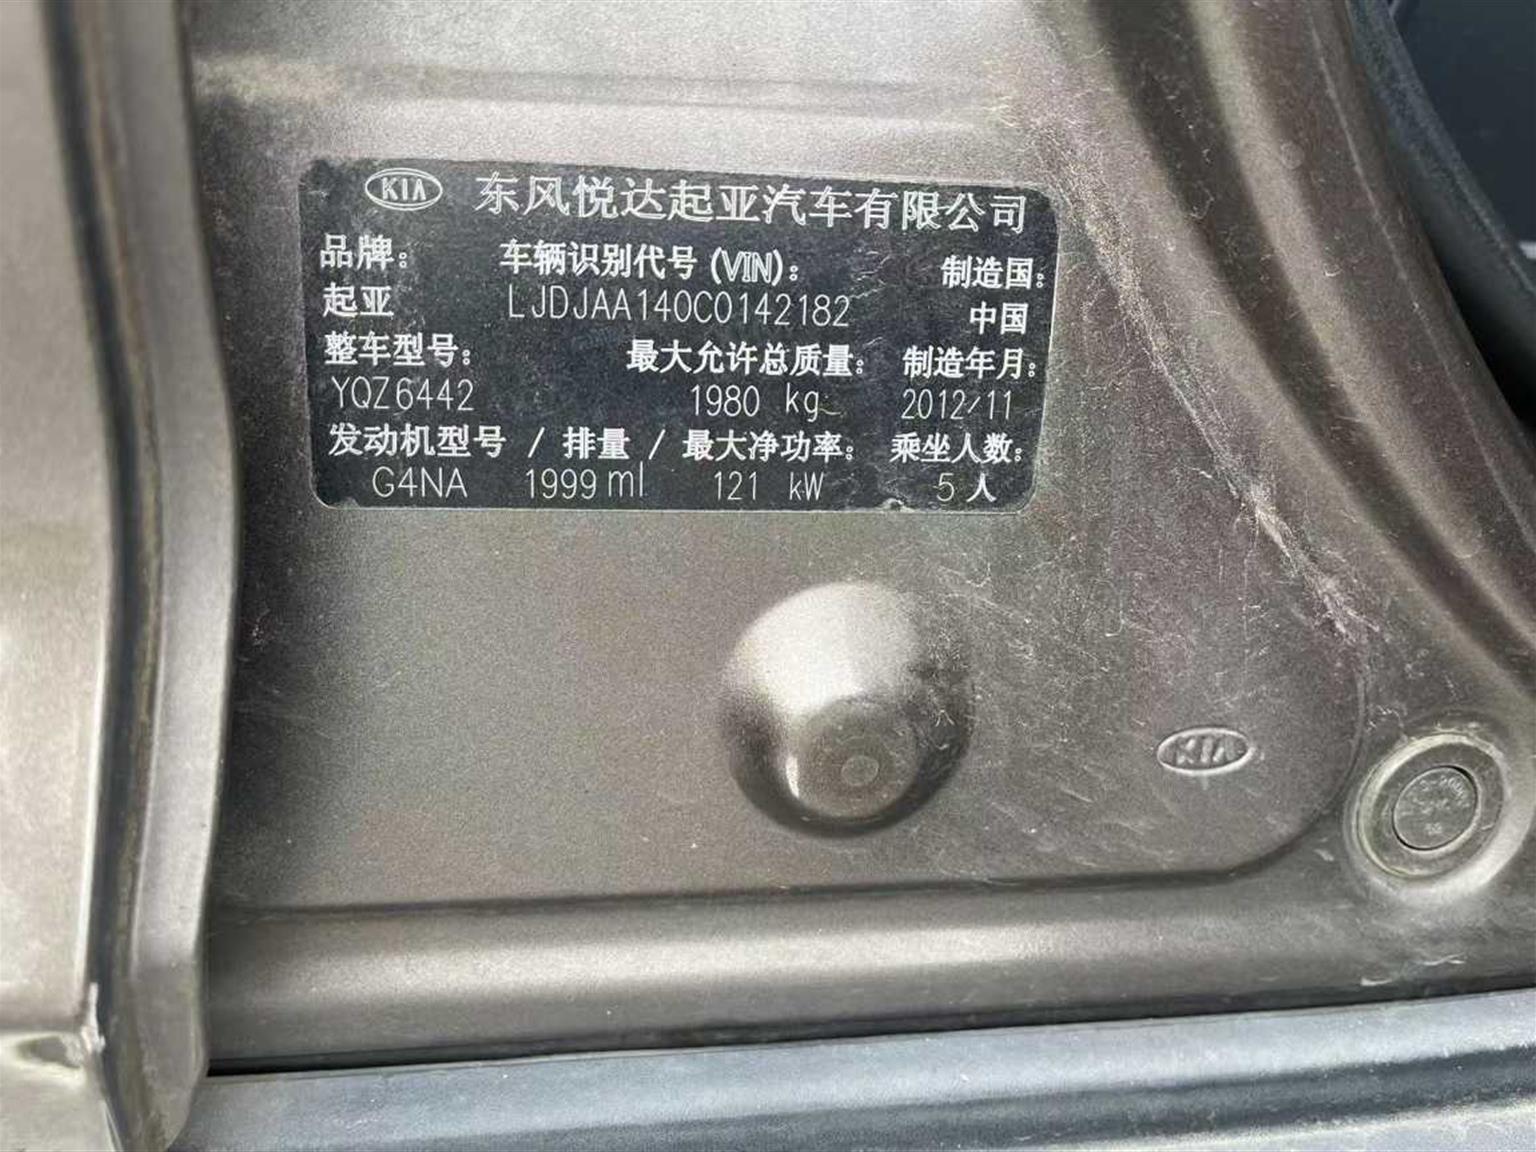 KIA 东风悦达起亚汽车有限公司
品牌： 车辆识别代号 (VIN)： 制造国：
起亚 LJDJAA140C0142182 中国
整车型号： 最大允许总质量： 制造年月：
YQZ6442 1980 kg 2012/11
发动机型号 / 排量 / 最大净功率： 乘坐人数：
G4NA 1999ml 121 kW 5人
KIA